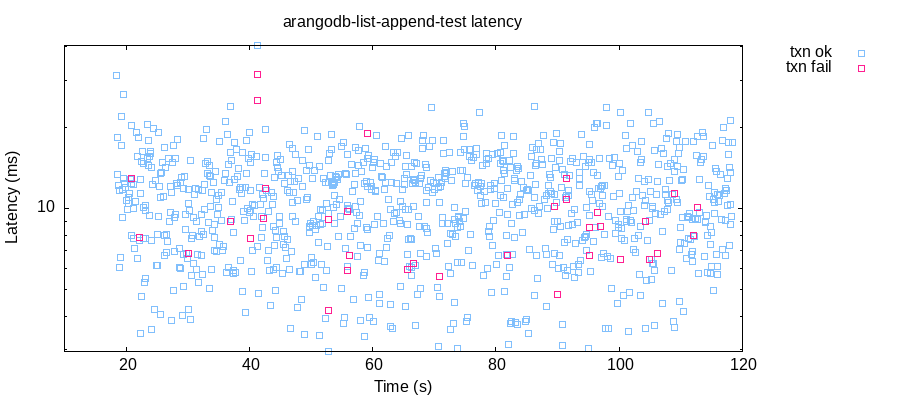 arangodb-list-append-test latency
txn ok
txn fail
Latency (ms)
10
20 40 60 80 100 120
Time (s)